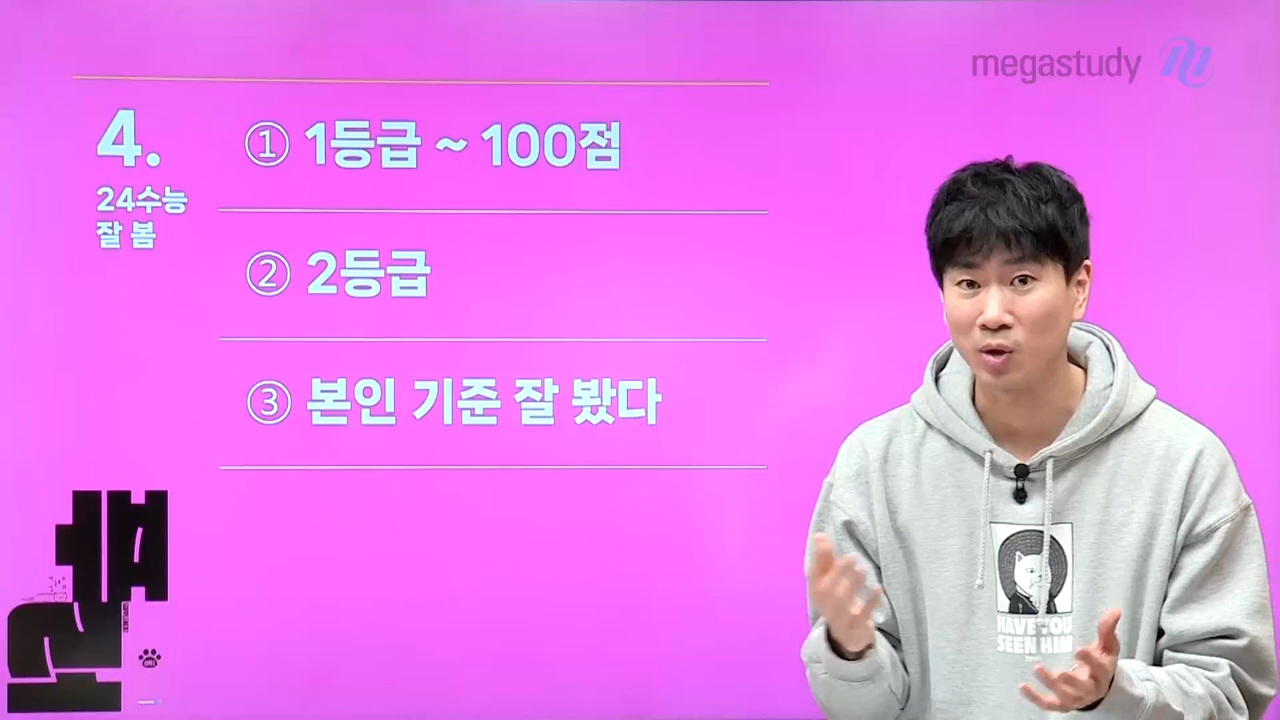 megastudy
4.
24수능
잘 봄
① 1등급 ~ 100점
② 2등급
③ 본인 기준 잘 봤다
HAVE YOU
SEEN HIM